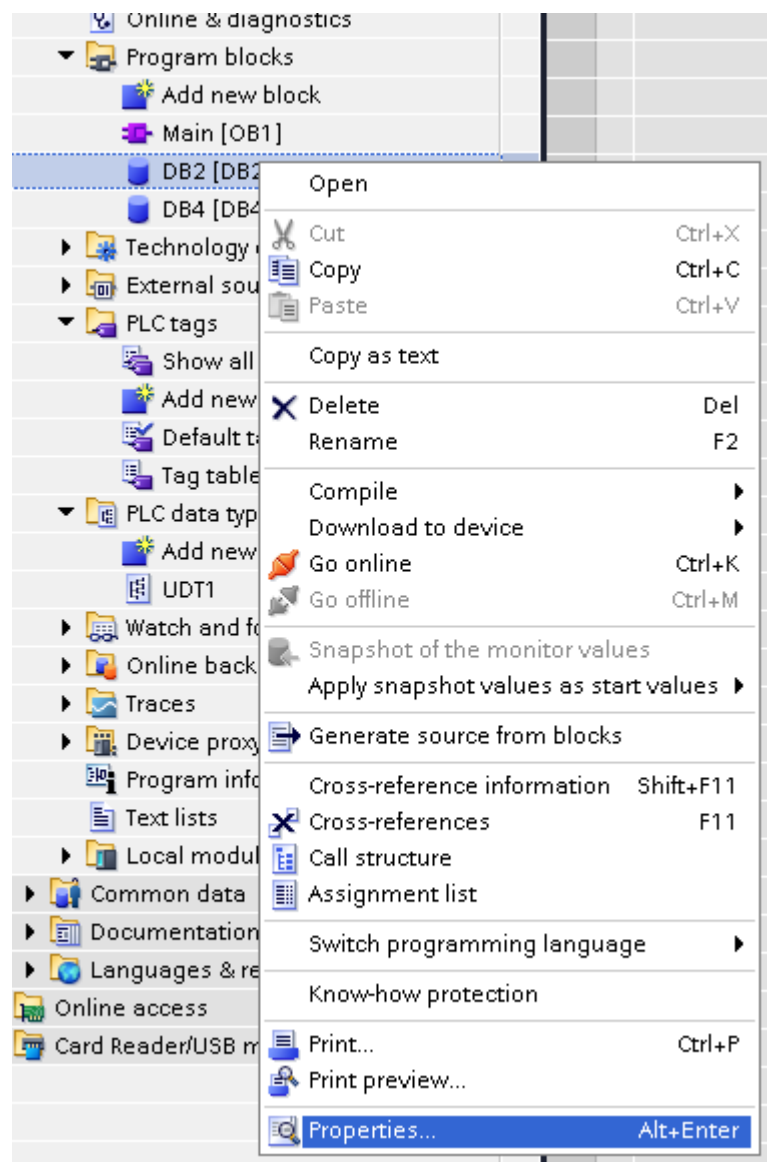 Online & diagnostics
Program blocks
Add new block
Main [OB1]
DB2 [DB2
DB4 [DB4
Technology
External sou
PLC tags
Show all
Add new
Default t
Tag table
PLC data typ
Add new
UDT1
Watch and fo
Online back
Traces
Device proxy
Program info
Text lists
Local modul
Common data
Documentation
Languages & re
Online access
Card Reader/USB m
Open
Cut Ctrl+X
Copy Ctrl+C
Paste Ctrl+V
Copy as text
Delete Del
Rename F2
Compile
Download to device
Go online Ctrl+K
Go offline Ctrl+M
Snapshot of the monitor values
Apply snapshot values as start values
Generate source from blocks
Cross-reference information Shift+F11
Cross-references F11
Call structure
Assignment list
Switch programming language
Know-how protection
Print... Ctrl+P
Print preview...
Properties... Alt+Enter